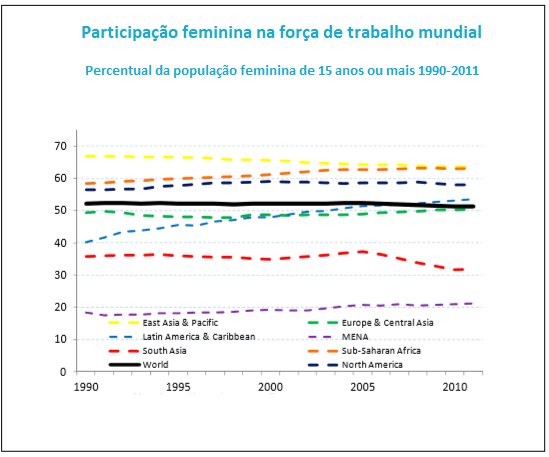 Participação feminina na força de trabalho mundial
Percentual da população feminina de 15 anos ou mais 1990-2011
70
60
50
40
30
20
10
0
East Asia & Pacific
Europe & Central Asia
Latin America & Caribbean
MENA
South Asia
Sub-Saharan Africa
World
North America
1990 1995 2000 2005 2010